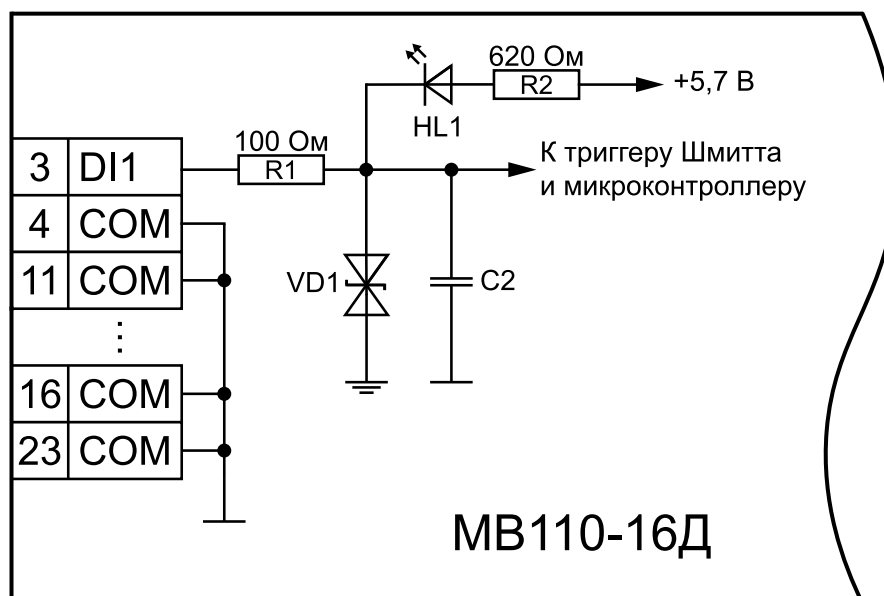 620 Ом
R2
+5,7 В
HL1
100 Ом
3 DI1
R1
К триггеру Шмитта
и микроконтроллеру
4 COM
11 COM
VD1
C2
⋮
16 COM
23 COM
МВ110-16Д